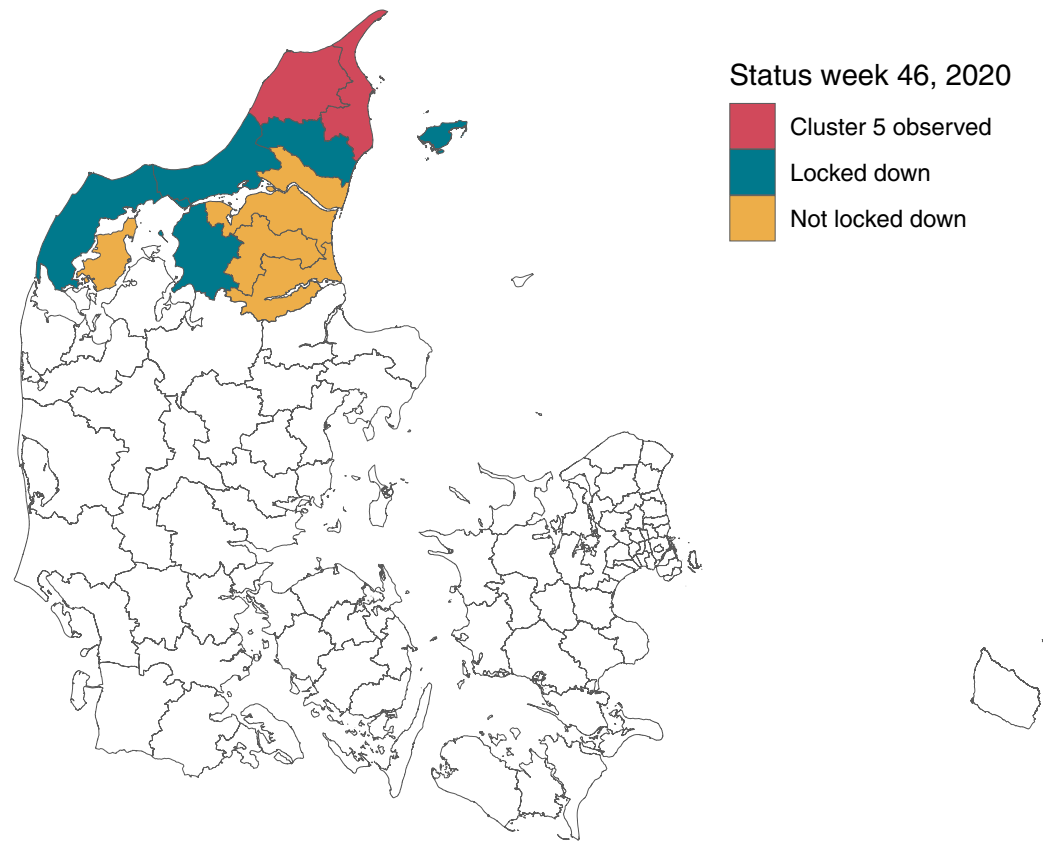 Status week 46, 2020
Cluster 5 observed
Locked down
Not locked down